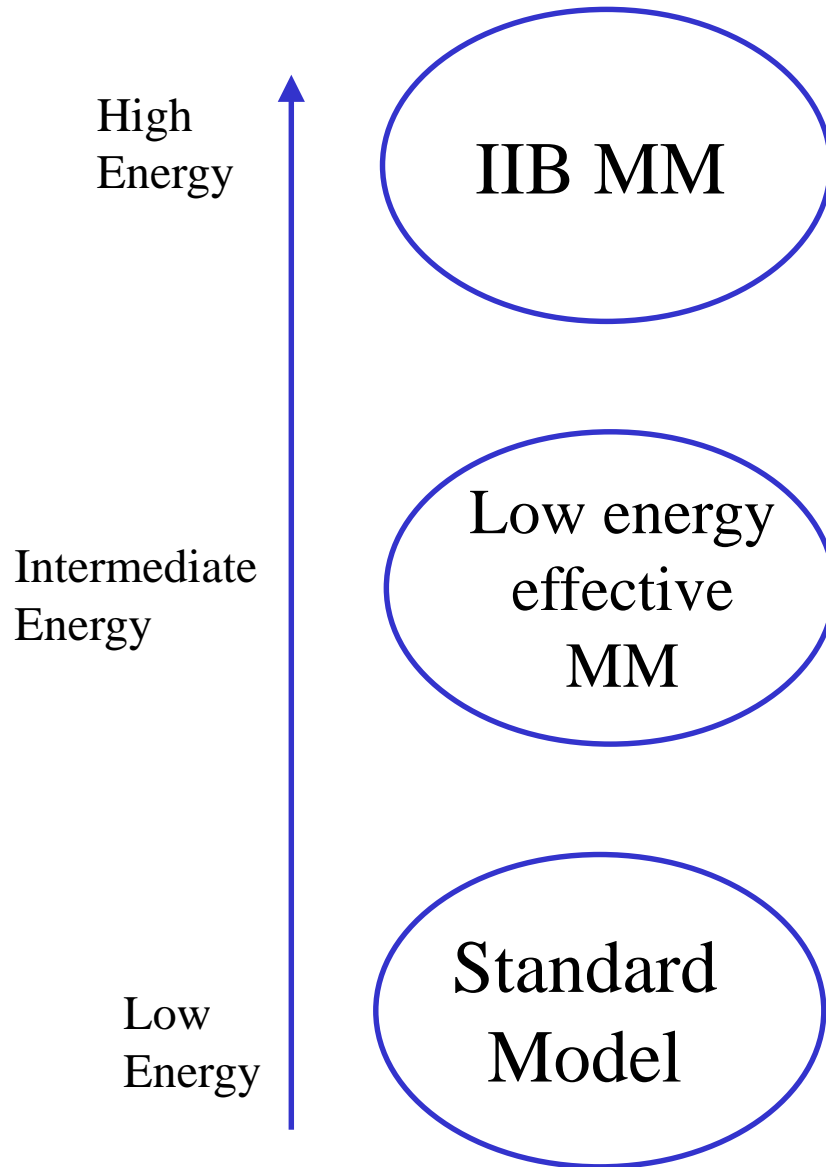 High
Energy
IIB MM
Intermediate
Energy
Low energy
effective
MM
Low
Energy
Standard
Model